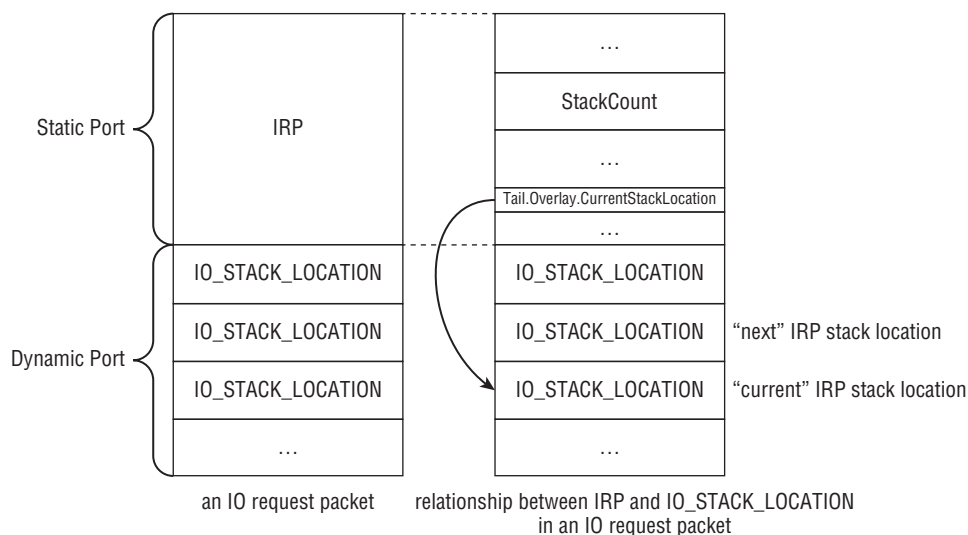 Static Port
IRP
IO_STACK_LOCATION
IO_STACK_LOCATION
IO_STACK_LOCATION
…
Dynamic Port
an IO request packet
…
StackCount
…
Tail.Overlay.CurrentStackLocation
…
IO_STACK_LOCATION
IO_STACK_LOCATION
“next” IRP stack location
IO_STACK_LOCATION
“current” IRP stack location
…
relationship between IRP and IO_STACK_LOCATION
in an IO request packet